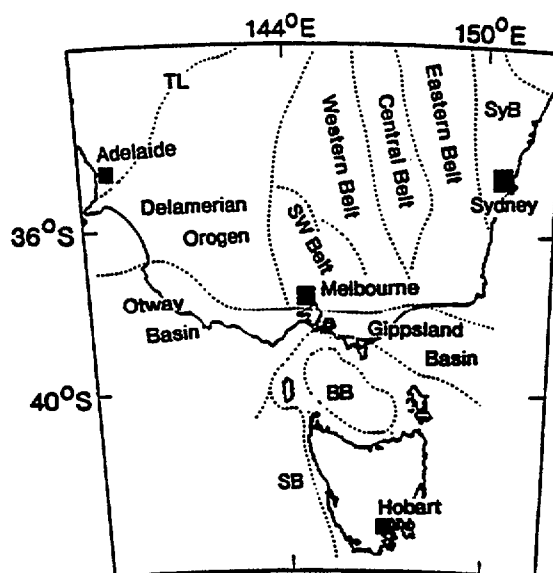 144°E
150°E
TL
Adelaide
Delamerian
Orogen
Western Belt
Central Belt
Eastern Belt
SW Belt
SyB
Sydney
36°S
Melbourne
Otway
Basin
Gippsland
Basin
40°S
BB
SB
Hobart